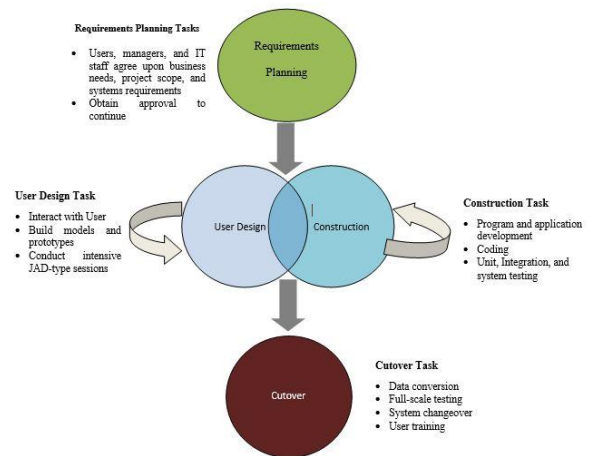 Requirements Planning Tasks
• Users, managers, and IT
staff agree upon business
needs, project scope, and
systems requirements
• Obtain approval to
continue
Requirements
Planning
User Design Task
• Interact with User
• Build models and
prototypes
• Conduct intensive
JAD-type sessions
User Design
Construction
Construction Task
• Program and application
development
• Coding
• Unit, Integration, and
system testing
Cutover
Cutover Task
• Data conversion
• Full-scale testing
• System changeover
• User training